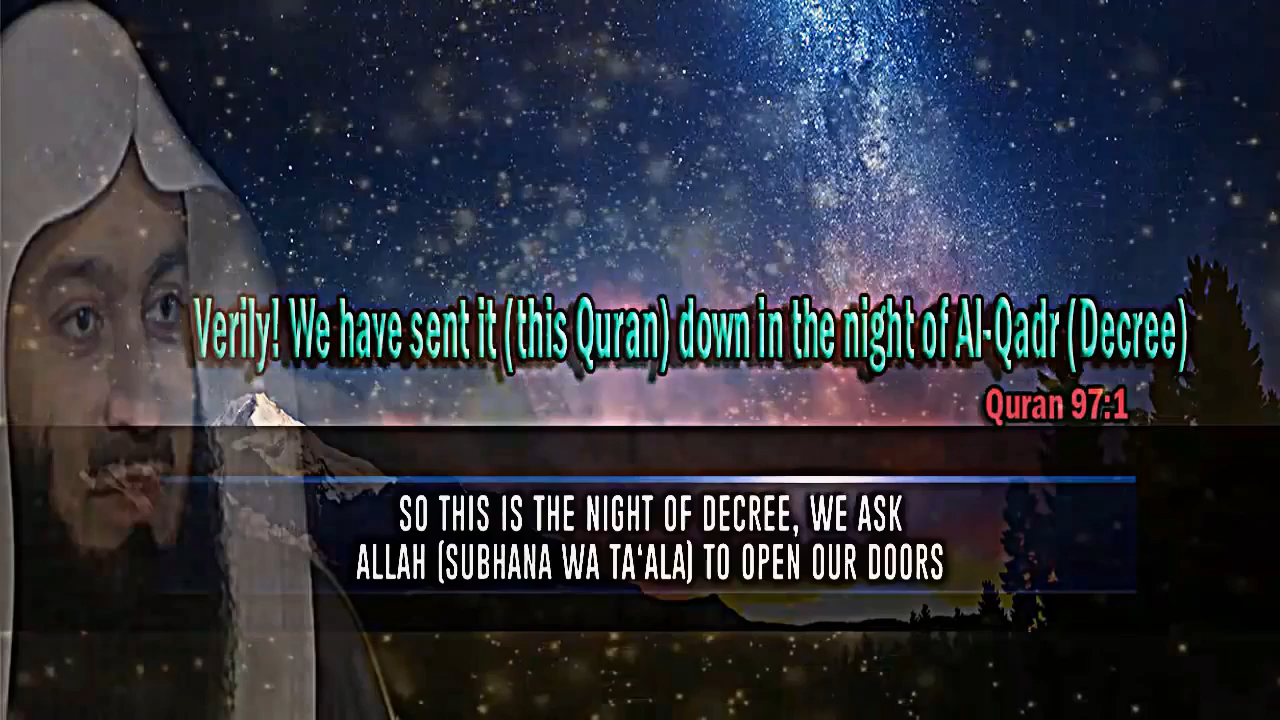 Verily! We have sent it (this Quran) down in the night of Al-Qadr (Decree)
Quran 97:1
SO THIS IS THE NIGHT OF DECREE, WE ASK
ALLAH (SUBHANA WA TA‘ALA) TO OPEN OUR DOORS